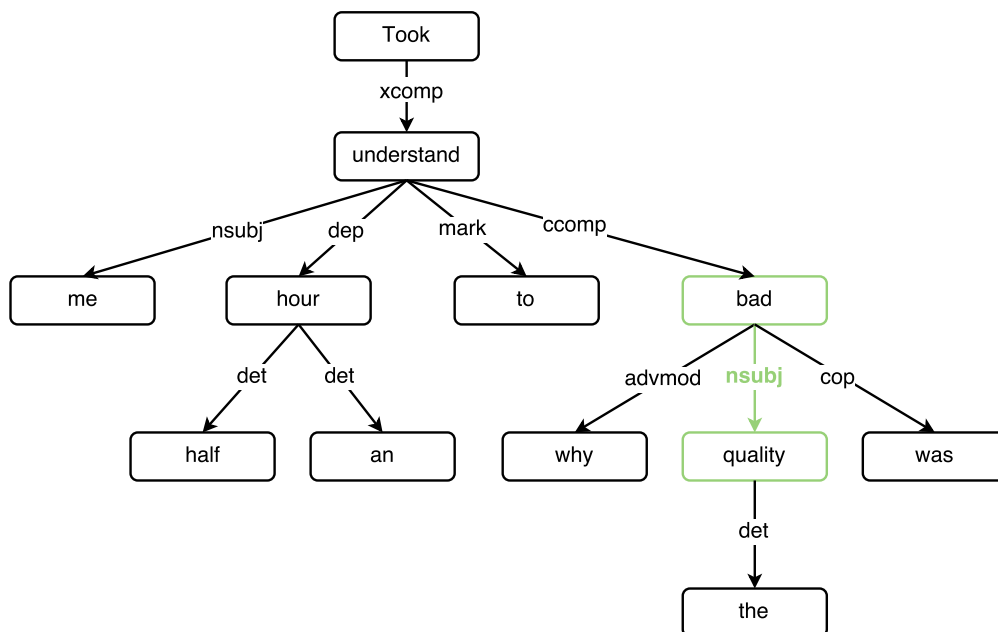 Took
xcomp
understand
nsubj dep mark ccomp
me hour to bad
det det advmod nsubj cop
half an why quality was
det
the